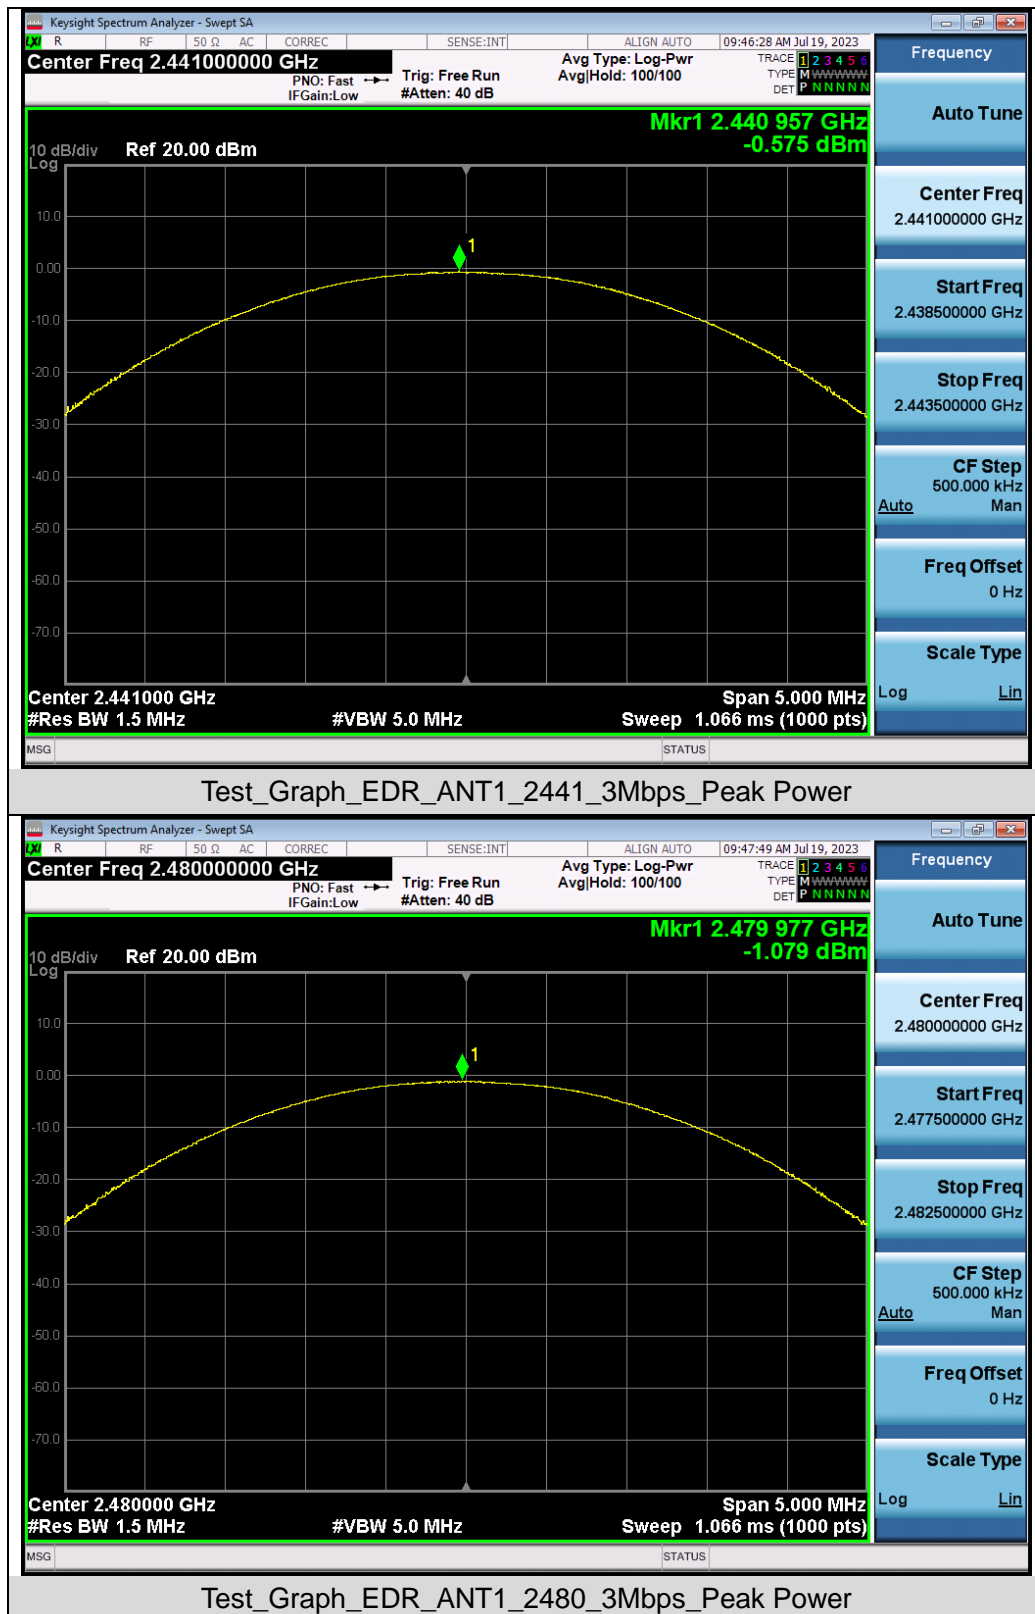 Keysight Spectrum Analyzer - Swept SA
LXI R RF 50 Ω AC CORREC SENSE:INT ALIGN AUTO 09:46:28 AM Jul 19, 2023
Center Freq 2.441000000 GHz
PNO: Fast
IFGain:Low
Trig: Free Run
#Atten: 40 dB
Avg Type: Log-Pwr
Avg|Hold: 100/100
TRACE 1 2 3 4 5 6
TYPE M WWWWW
DET P N N N N N
Mkr1 2.440 957 GHz
-0.575 dBm
10 dB/div Ref 20.00 dBm
Log
10.0
0.00
-10.0
-20.0
-30.0
-40.0
-50.0
-60.0
-70.0
1
Center 2.441000 GHz Span 5.000 MHz
#Res BW 1.5 MHz #VBW 5.0 MHz Sweep 1.066 ms (1000 pts)
MSG STATUS
Frequency
Auto Tune
Center Freq
2.441000000 GHz
Start Freq
2.438500000 GHz
Stop Freq
2.443500000 GHz
CF Step
500.000 kHz
Auto Man
Freq Offset
0 Hz
Scale Type
Log Lin
Test_Graph_EDR_ANT1_2441_3Mbps_Peak Power
Keysight Spectrum Analyzer - Swept SA
LXI R RF 50 Ω AC CORREC SENSE:INT ALIGN AUTO 09:47:49 AM Jul 19, 2023
Center Freq 2.480000000 GHz
PNO: Fast
IFGain:Low
Trig: Free Run
#Atten: 40 dB
Avg Type: Log-Pwr
Avg|Hold: 100/100
TRACE 1 2 3 4 5 6
TYPE M WWWWW
DET P N N N N N
Mkr1 2.479 977 GHz
-1.079 dBm
10 dB/div Ref 20.00 dBm
Log
10.0
0.00
-10.0
-20.0
-30.0
-40.0
-50.0
-60.0
-70.0
1
Center 2.480000 GHz Span 5.000 MHz
#Res BW 1.5 MHz #VBW 5.0 MHz Sweep 1.066 ms (1000 pts)
MSG STATUS
Frequency
Auto Tune
Center Freq
2.480000000 GHz
Start Freq
2.477500000 GHz
Stop Freq
2.482500000 GHz
CF Step
500.000 kHz
Auto Man
Freq Offset
0 Hz
Scale Type
Log Lin
Test_Graph_EDR_ANT1_2480_3Mbps_Peak Power